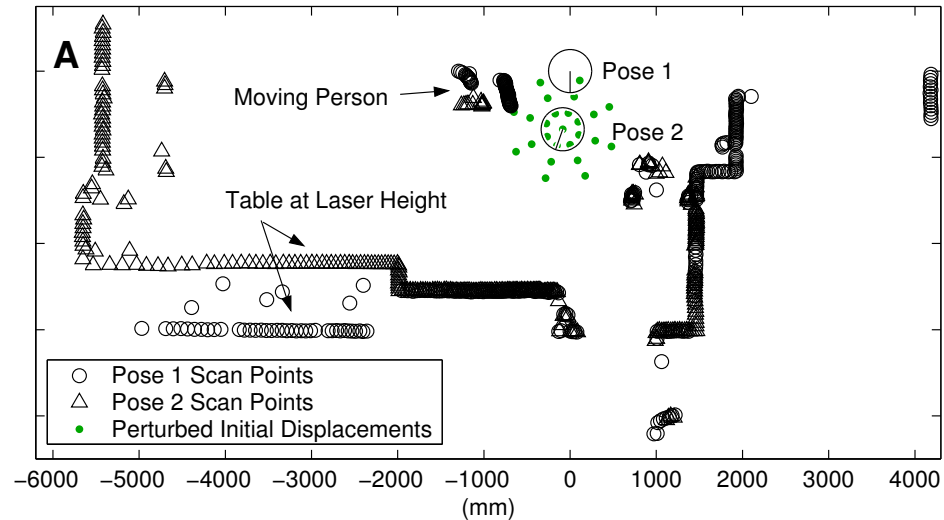 A
Pose 1
Moving Person
Pose 2
Table at Laser Height
Pose 1 Scan Points
Pose 2 Scan Points
Perturbed Initial Displacements
−6000 −5000 −4000 −3000 −2000 −1000 0 1000 2000 3000 4000
(mm)